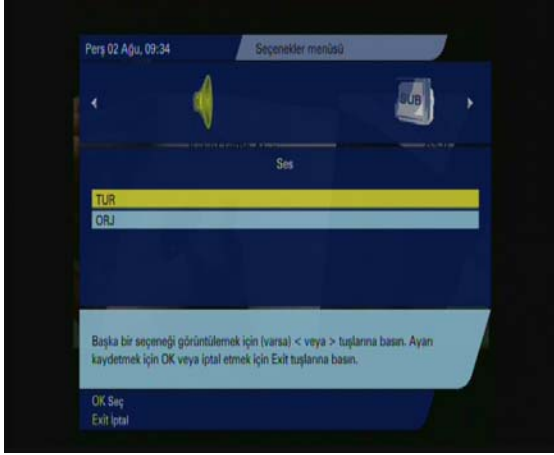 Perş 02 Ağu, 09:34
Seçenekler menüsü
SUB
Ses
TUR
ORJ
Başka bir seçeneği görüntülemek için (varsa) < veya > tuşlarına basın. Ayarı
kaydetmek için OK veya iptal etmek için Exit tuşlarına basın.
OK Seç
Exit İptal